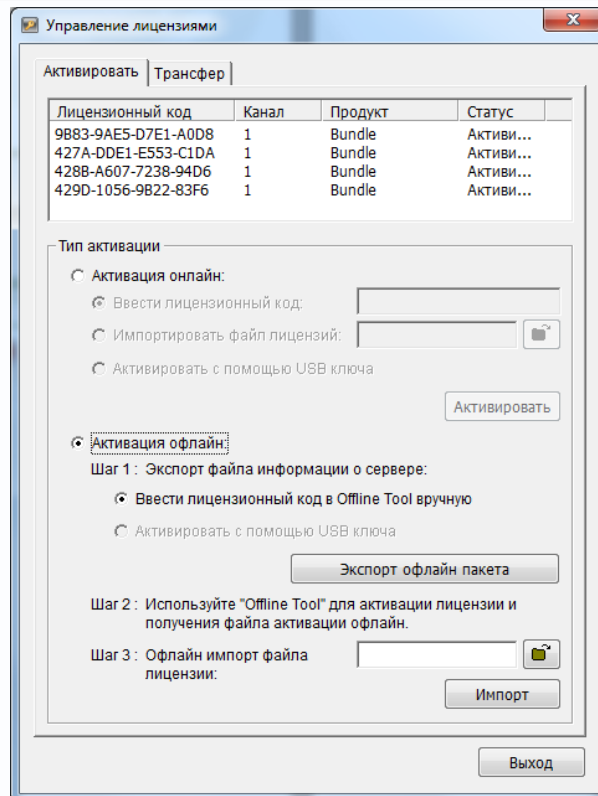 Управление лицензиями
Активировать Трансфер
Лицензионный код Канал Продукт Статус
9B83-9AE5-D7E1-A0D8 1 Bundle Активи...
427A-DDE1-E553-C1DA 1 Bundle Активи...
428B-A607-7238-94D6 1 Bundle Активи...
429D-1056-9B22-83F6 1 Bundle Активи...
Тип активации
Активация онлайн:
Ввести лицензионный код:
Импортировать файл лицензий:
Активировать с помощью USB ключа
Активировать
Активация офлайн:
Шаг 1 : Экспорт файла информации о сервере:
Ввести лицензионный код в Offline Tool вручную
Активировать с помощью USB ключа
Экспорт офлайн пакета
Шаг 2 : Используйте "Offline Tool" для активации лицензии и
получения файла активации офлайн.
Шаг 3 : Офлайн импорт файла
лицензии:
Импорт
Выход